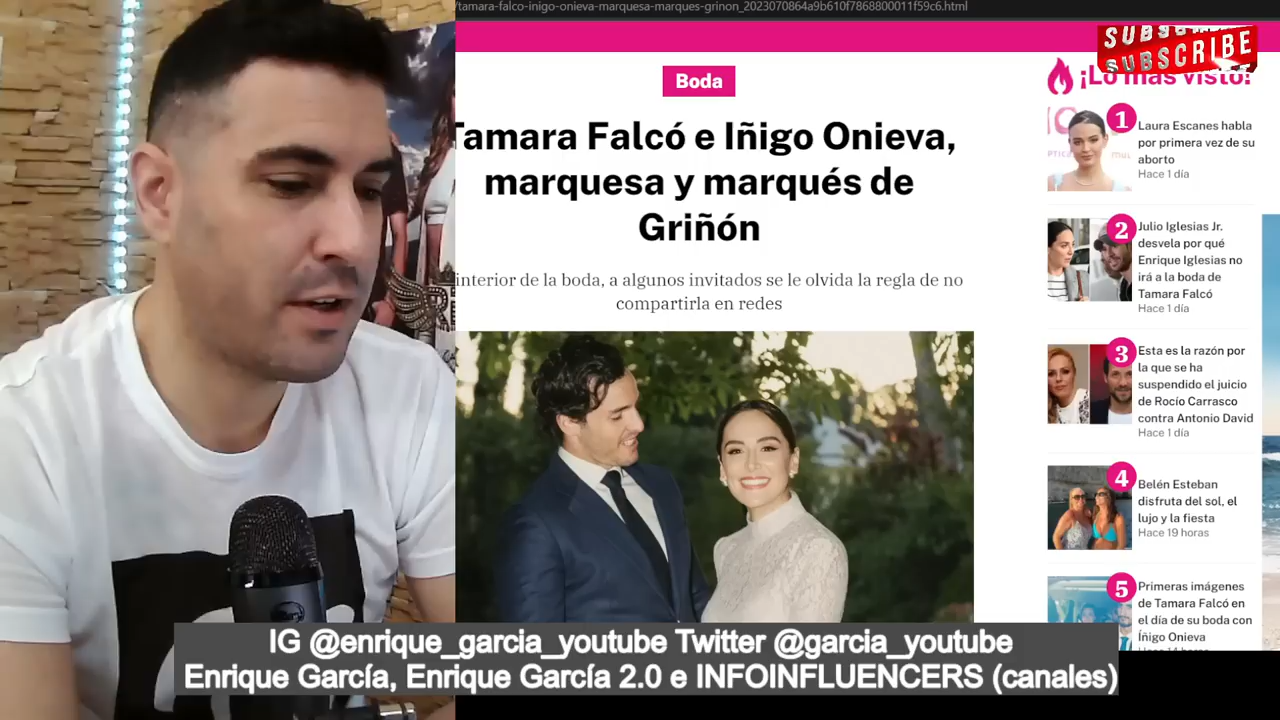 /tamara-falco-inigo-onieva-marquesa-marques-grinon_2023070864a9b610f7868800011f59c6.html
SUBSCRIBE
¡Lo más visto!
Boda
Tamara Falcó e Iñigo Onieva,
marquesa y marqués de
Griñón
interior de la boda, a algunos invitados se le olvida la regla de no
compartirla en redes
1
Laura Escanes habla
por primera vez de su
aborto
Hace 1 día
2
Julio Iglesias Jr.
desvela por qué
Enrique Iglesias no
irá a la boda de
Tamara Falcó
Hace 1 día
3
Esta es la razón por
la que se ha
suspendido el juicio
de Rocío Carrasco
contra Antonio David
Hace 1 día
4
Belén Esteban
disfruta del sol, el
lujo y la fiesta
Hace 19 horas
5
Primeras imágenes
de Tamara Falcó en
el día de su boda con
Íñigo Onieva
IG @enrique_garcia_youtube Twitter @garcia_youtube
Enrique García, Enrique García 2.0 e INFOINFLUENCERS (canales)